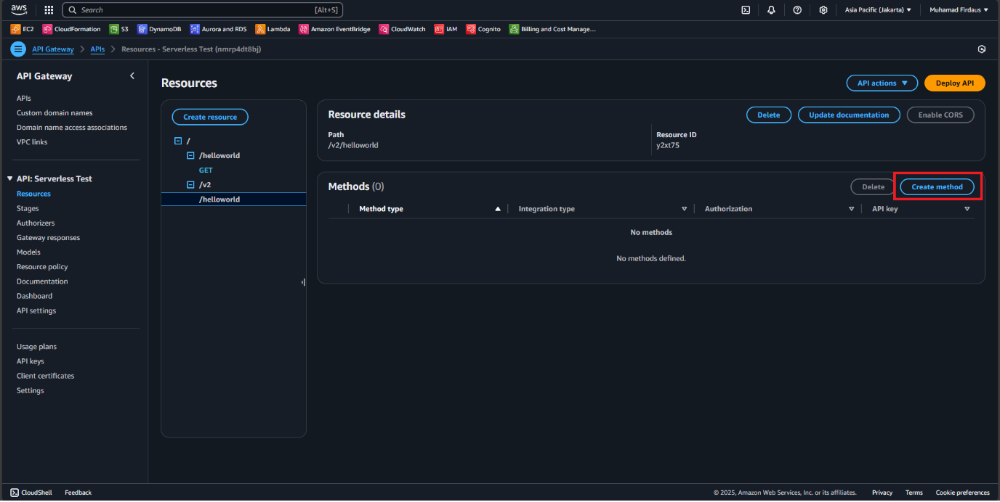 aws
Search [Alt+S] Asia Pacific (Jakarta) Muhamad Firdaus
EC2 CloudFormation S3 DynamoDB Aurora and RDS Lambda Amazon EventBridge CloudWatch IAM Cognito Billing and Cost Manage...
API Gateway APIs Resources - Serverless Test (nmrp4dt8bj)
API Gateway
APIs
Custom domain names
Domain name access associations
VPC links
API: Serverless Test
Resources
Stages
Authorizers
Gateway responses
Models
Resource policy
Documentation
Dashboard
API settings
Usage plans
API keys
Client certificates
Settings
Resources
API actions Deploy API
Create resource
/
/helloworld
GET
/v2
/helloworld
Resource details
Delete Update documentation Enable CORS
Path
/v2/helloworld
Resource ID
y2xt75
Methods (0)
Delete Create method
Method type Integration type Authorization API key
No methods
No methods defined.
CloudShell Feedback © 2025, Amazon Web Services, Inc. or its affiliates. Privacy Terms Cookie preferences